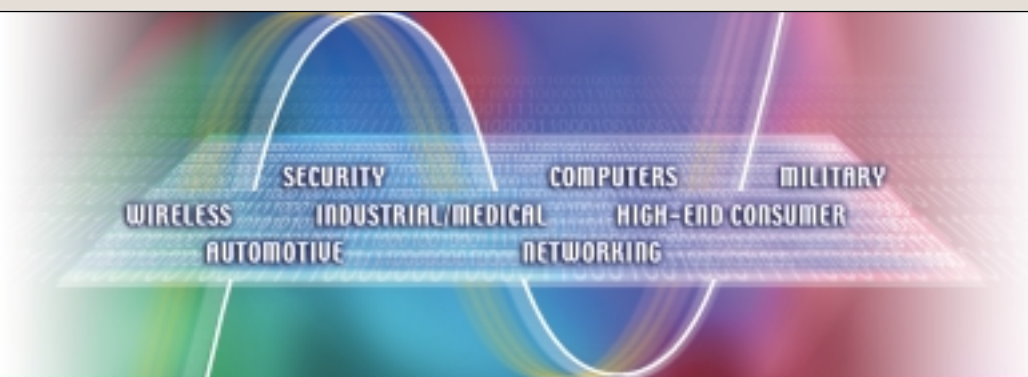 SECURITY COMPUTERS MILITARY
WIRELESS INDUSTRIAL/MEDICAL HIGH-END CONSUMER
AUTOMOTIVE NETWORKING